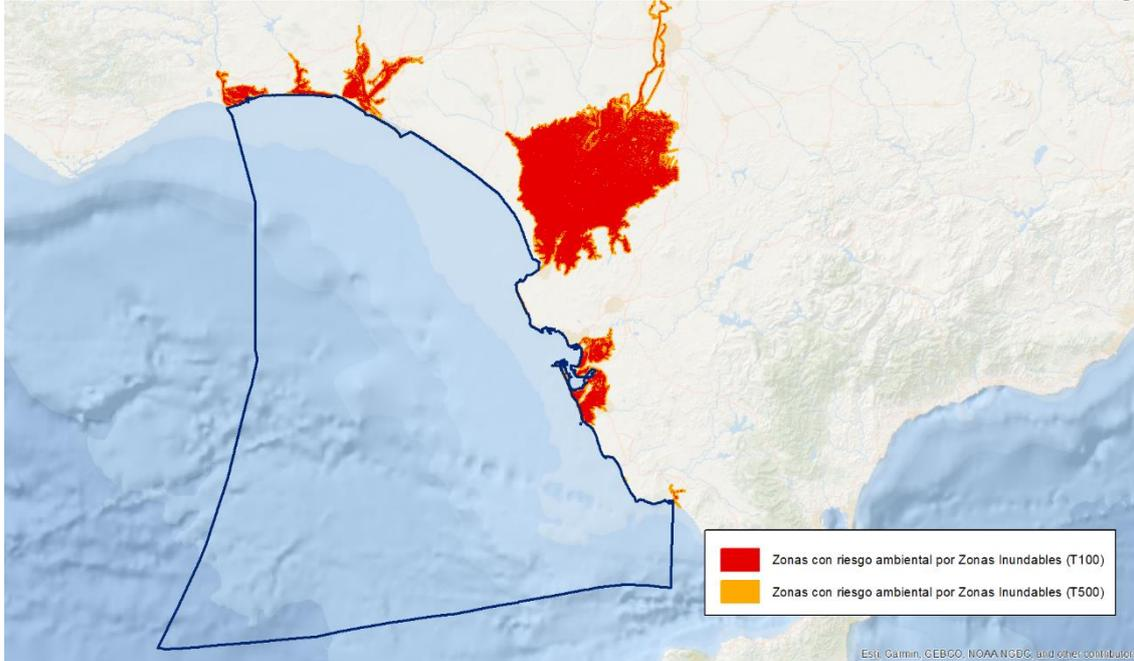 Zonas con riesgo ambiental por Zonas Inundables (T100)
Zonas con riesgo ambiental por Zonas Inundables (T500)
Esri, Garmin, GEBCO, NOAA NGDC, and other contributor